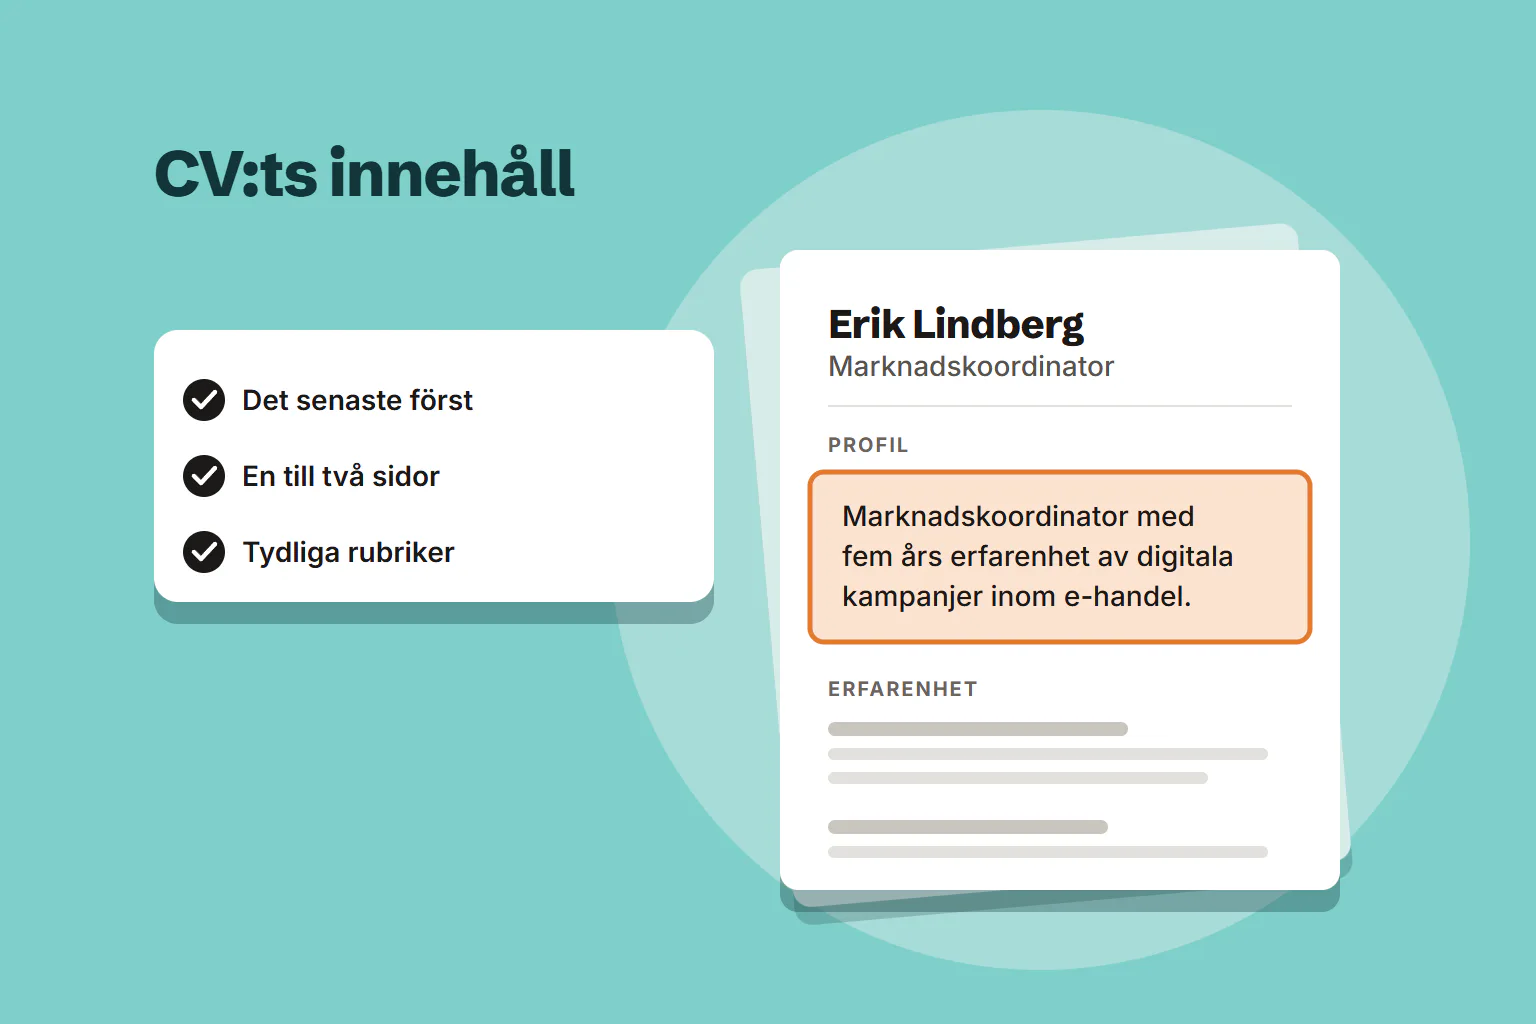 CV:ts innehåll
Det senaste först
En till två sidor
Tydliga rubriker
Erik Lindberg
Marknadskoordinator
PROFIL
Marknadskoordinator med
fem års erfarenhet av digitala
kampanjer inom e-handel.
ERFARENHET